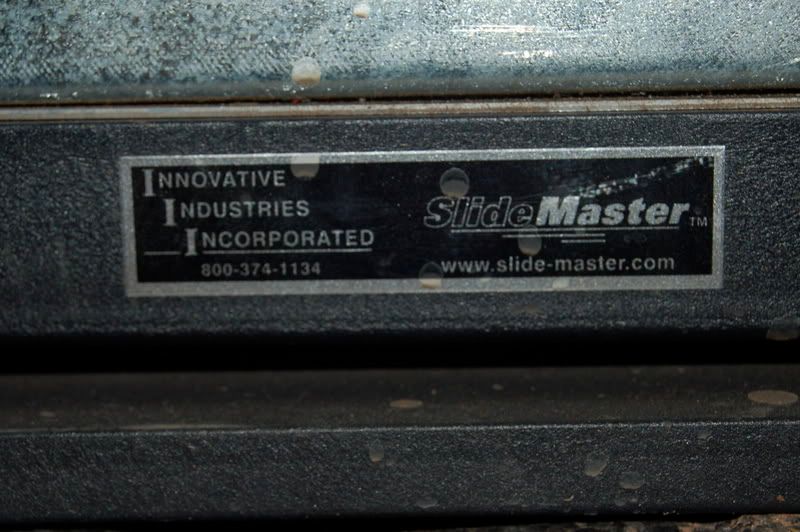 INNOVATIVE
INDUSTRIES
INCORPORATED
800-374-1134
SlideMaster™
www.slide-master.com